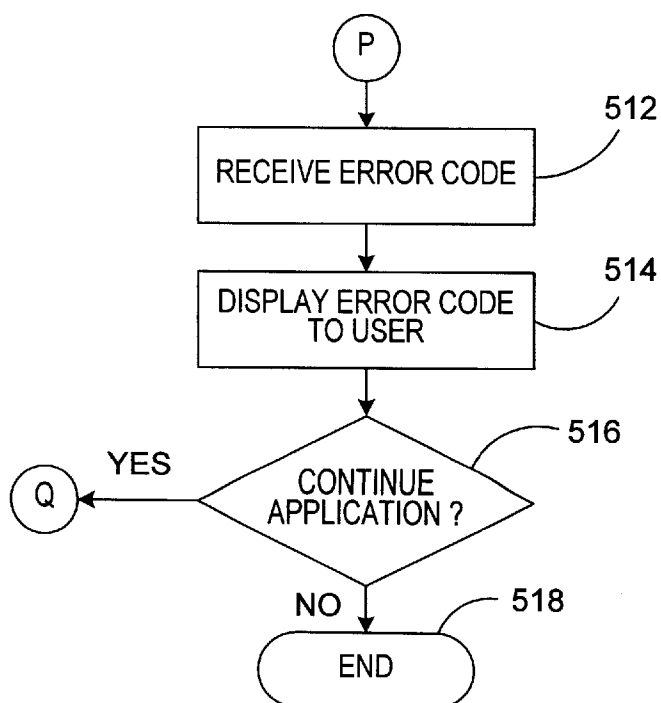 P
512
RECEIVE ERROR CODE
514
DISPLAY ERROR CODE
TO USER
516
YES
CONTINUE
APPLICATION ?
Q
NO
518
END